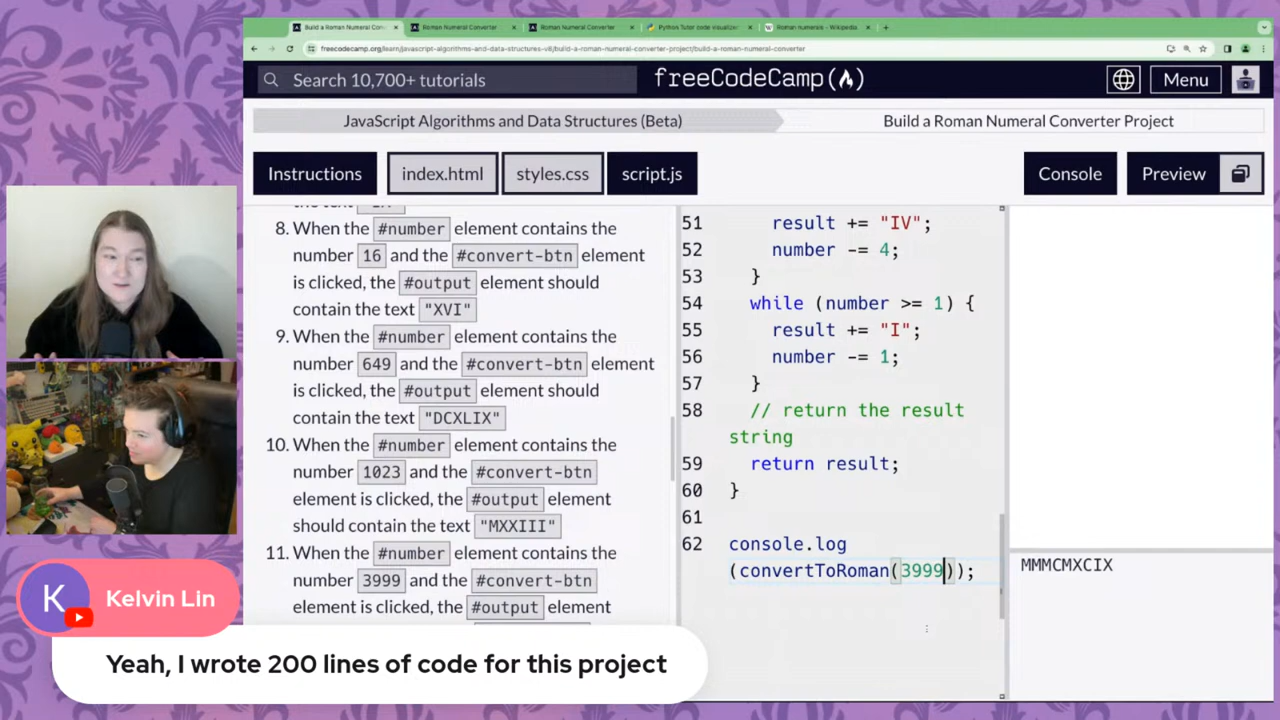 Build a Roman Numeral Con
Roman Numeral Converter
Roman Numeral Converter
Python Tutor code visualize
Roman numerals - Wikipedia
freecodecamp.org/learn/javascript-algorithms-and-data-structures-v8/build-a-roman-numeral-converter-project/build-a-roman-numeral-converter
Search 10,700+ tutorials
freeCodeCamp
Menu
JavaScript Algorithms and Data Structures (Beta)
Build a Roman Numeral Converter Project
Instructions
index.html
styles.css
script.js
Console
Preview
the text "IX"
8. When the #number element contains the
number 16 and the #convert-btn element
is clicked, the #output element should
contain the text "XVI"
9. When the #number element contains the
number 649 and the #convert-btn element
is clicked, the #output element should
contain the text "DCXLIX"
10. When the #number element contains the
number 1023 and the #convert-btn
element is clicked, the #output element
should contain the text "MXXIII"
11. When the #number element contains the
number 3999 and the #convert-btn
element is clicked, the #output element
51 result += "IV";
52 number -= 4;
53 }
54 while (number >= 1) {
55 result += "I";
56 number -= 1;
57 }
58 // return the result
string
59 return result;
60 }
61
62 console.log
(convertToRoman(3999));
MMMCMXCIX
K
Kelvin Lin
Yeah, I wrote 200 lines of code for this project